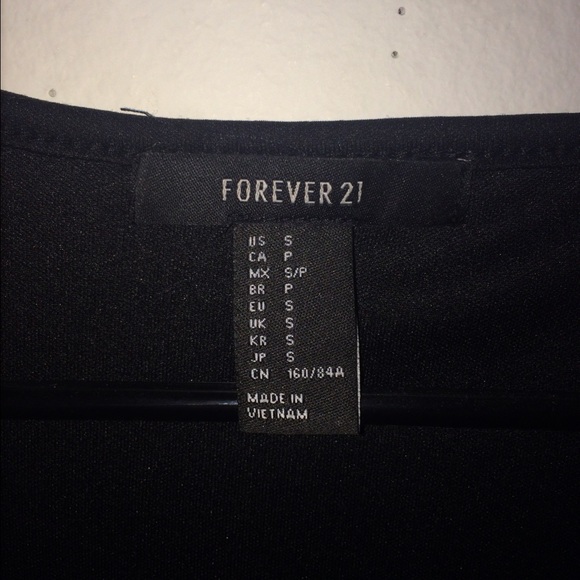 FOREVER 21
US S
CA P
MX S/P
BR P
EU S
UK S
KR S
JP S
CN 160/84A
MADE IN
VIETNAM